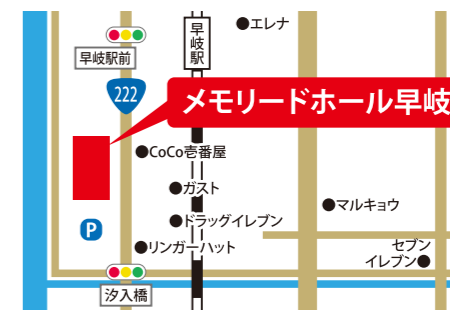 ●エレナ
早岐駅
早岐駅前
222
メモリードホール早岐
●CoCo壱番屋
●ガスト
●マルキョウ
●ドラッグイレブン
P
●リンガーハット
セブン
イレブン●
汐入橋